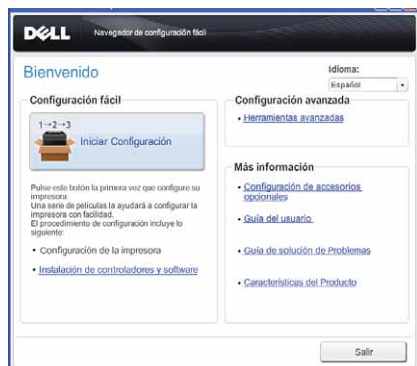 DELL
Navegador de configuración fácil
Bienvenido
Idioma:
Español
Configuración fácil
1→2→3
Iniciar Configuración
Pulse este botón la primera vez que configure su
impresora
Una serie de películas la ayudará a configurar la
impresora con facilidad.
El procedimiento de configuración incluye lo
siguiente:
• Configuración de la impresora
• Instalación de controladores y software
Configuración avanzada
• Herramientas avanzadas
Más información
• Configuración de accesorios
opcionales
• Guía del usuario
• Guía de solución de Problemas
• Características del Producto
Salir